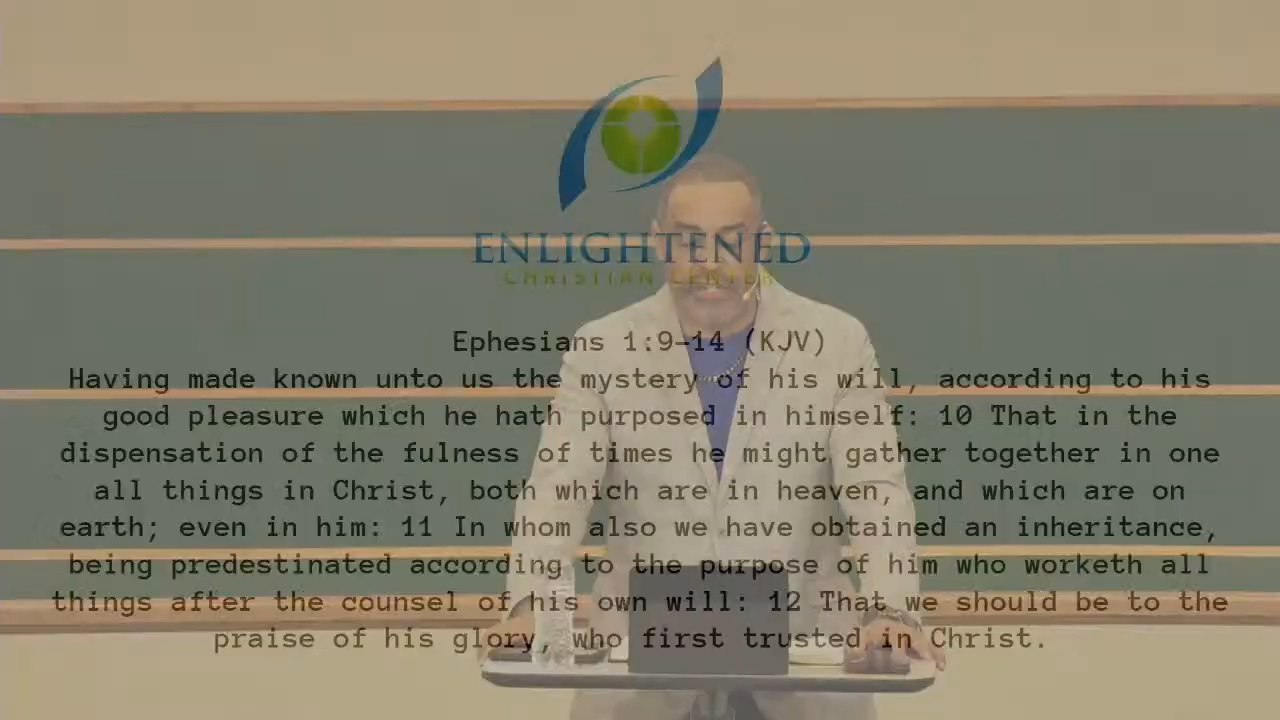 ENLIGHTENED
CHRISTIAN CENTER
Ephesians 1:9-14 (KJV)
Having made known unto us the mystery of his will, according to his
good pleasure which he hath purposed in himself: 10 That in the
dispensation of the fulness of times he might gather together in one
all things in Christ, both which are in heaven, and which are on
earth; even in him: 11 In whom also we have obtained an inheritance,
being predestinated according to the purpose of him who worketh all
things after the counsel of his own will: 12 That we should be to the
praise of his glory, who first trusted in Christ.